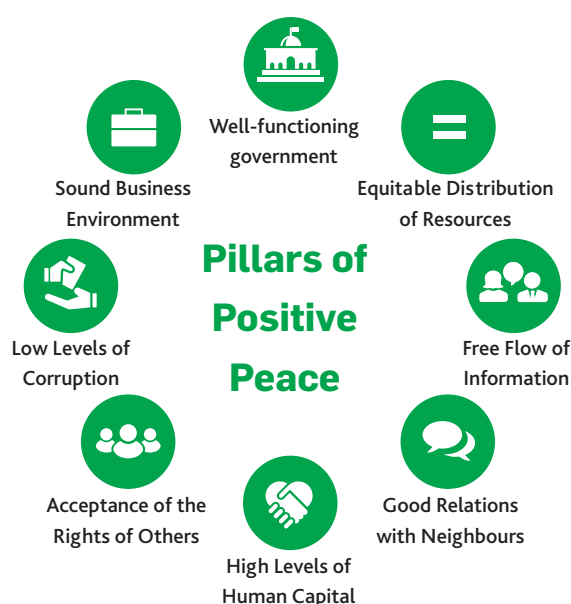 Well-functioning
government
Equitable Distribution
of Resources
Free Flow of
Information
Good Relations
with Neighbours
High Levels of
Human Capital
Acceptance of the
Rights of Others
Low Levels of
Corruption
Sound Business
Environment
Pillars of
Positive
Peace